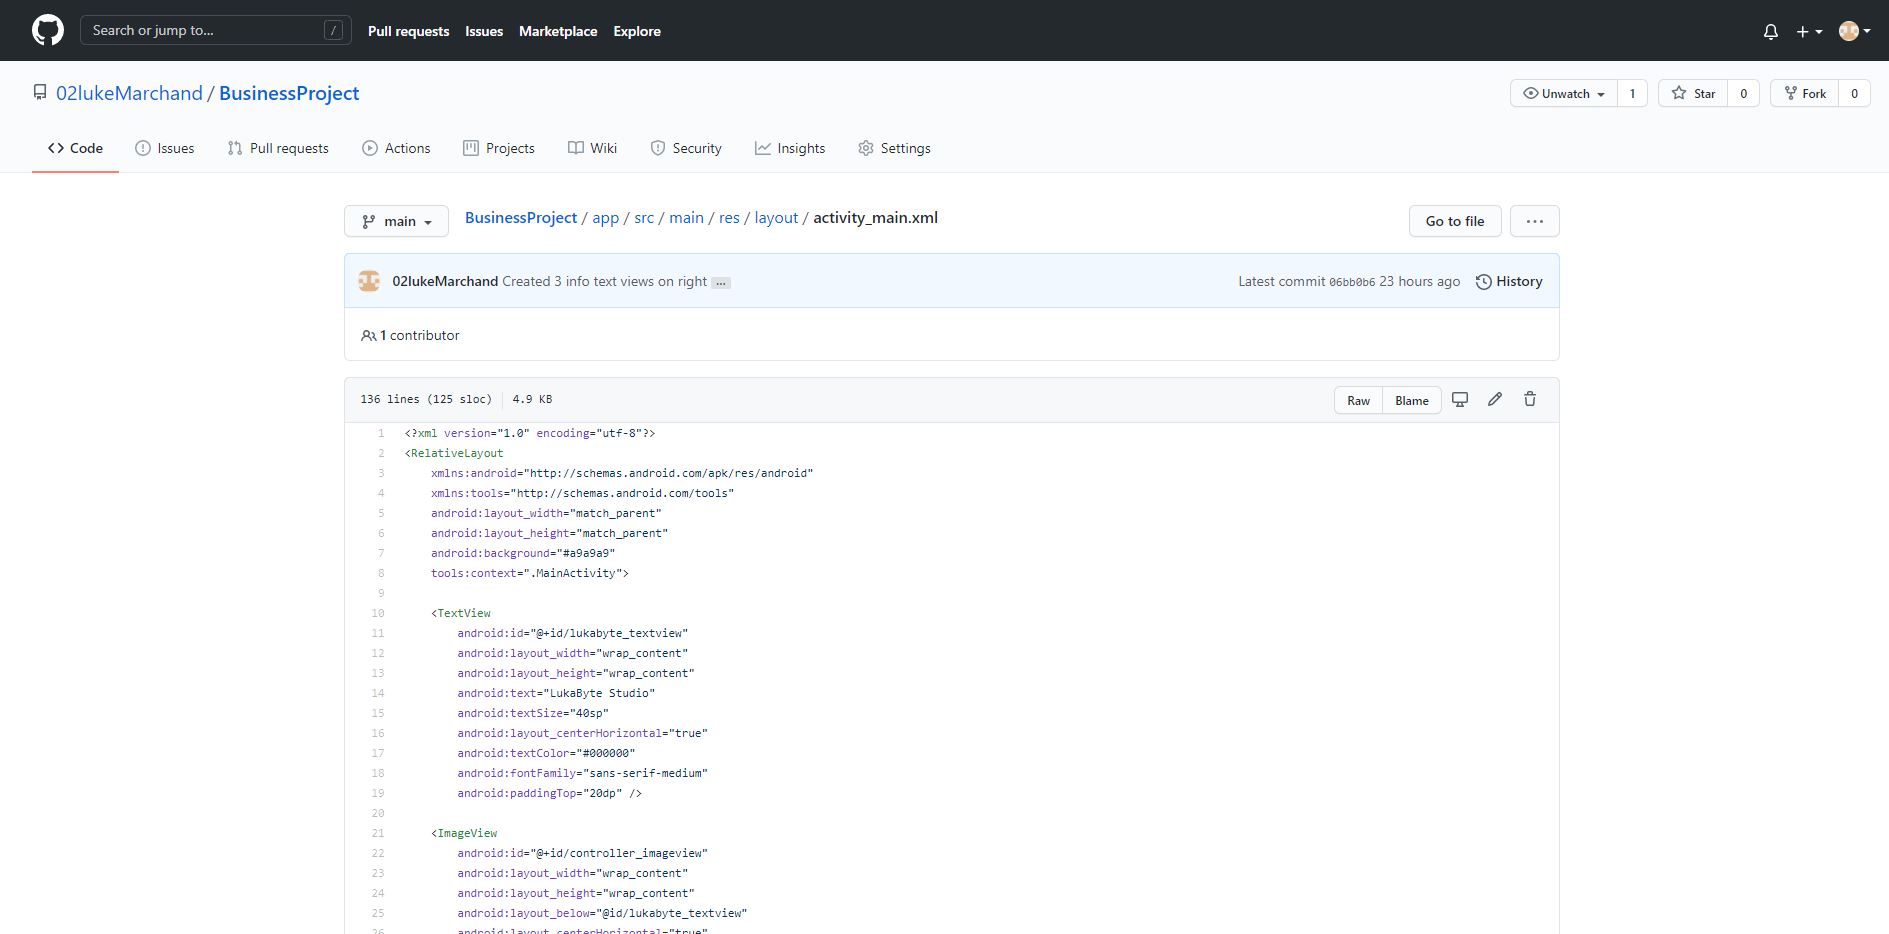 Search or jump to... /
Pull requests Issues Marketplace Explore
02lukeMarchand / BusinessProject
Unwatch 1 Star 0 Fork 0
Code Issues Pull requests Actions Projects Wiki Security Insights Settings
main BusinessProject / app / src / main / res / layout / activity_main.xml Go to file ...
02lukeMarchand Created 3 info text views on right ... Latest commit 06bb0b6 23 hours ago History
1 contributor
136 lines (125 sloc) 4.9 KB Raw Blame
1 <?xml version="1.0" encoding="utf-8"?>
2 <RelativeLayout
3 xmlns:android="http://schemas.android.com/apk/res/android"
4 xmlns:tools="http://schemas.android.com/tools"
5 android:layout_width="match_parent"
6 android:layout_height="match_parent"
7 android:background="#a9a9a9"
8 tools:context=".MainActivity">
9
10 <TextView
11 android:id="@+id/lukabyte_textview"
12 android:layout_width="wrap_content"
13 android:layout_height="wrap_content"
14 android:text="LukaByte Studio"
15 android:textSize="40sp"
16 android:layout_centerHorizontal="true"
17 android:textColor="#000000"
18 android:fontFamily="sans-serif-medium"
19 android:paddingTop="20dp" />
20
21 <ImageView
22 android:id="@+id/controller_imageview"
23 android:layout_width="wrap_content"
24 android:layout_height="wrap_content"
25 android:layout_below="@id/lukabyte_textview"
26 android:layout_centerHorizontal="true"